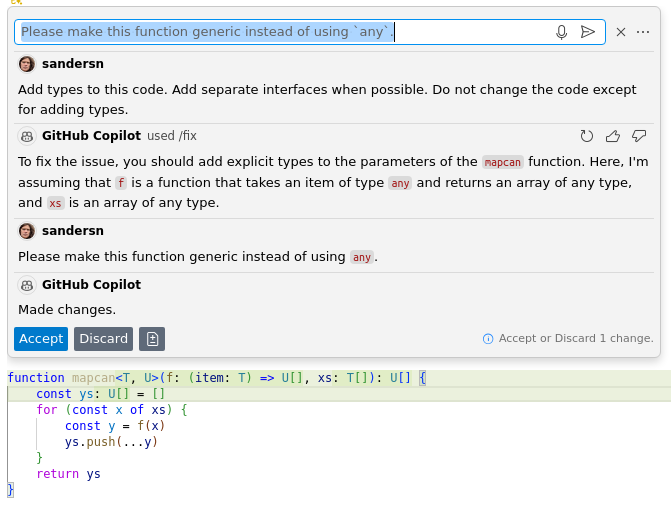 Please make this function generic instead of using `any`.
sandersn
Add types to this code. Add separate interfaces when possible. Do not change the code except
for adding types.
GitHub Copilot used /fix
To fix the issue, you should add explicit types to the parameters of the mapcan function. Here, I'm
assuming that f is a function that takes an item of type any and returns an array of any type,
and xs is an array of any type.
sandersn
Please make this function generic instead of using any.
GitHub Copilot
Made changes.
Accept Discard Accept or Discard 1 change.
function mapcan<T, U>(f: (item: T) => U[], xs: T[]): U[] {
    const ys: U[] = []
    for (const x of xs) {
        const y = f(x)
        ys.push(...y)
    }
    return ys
}